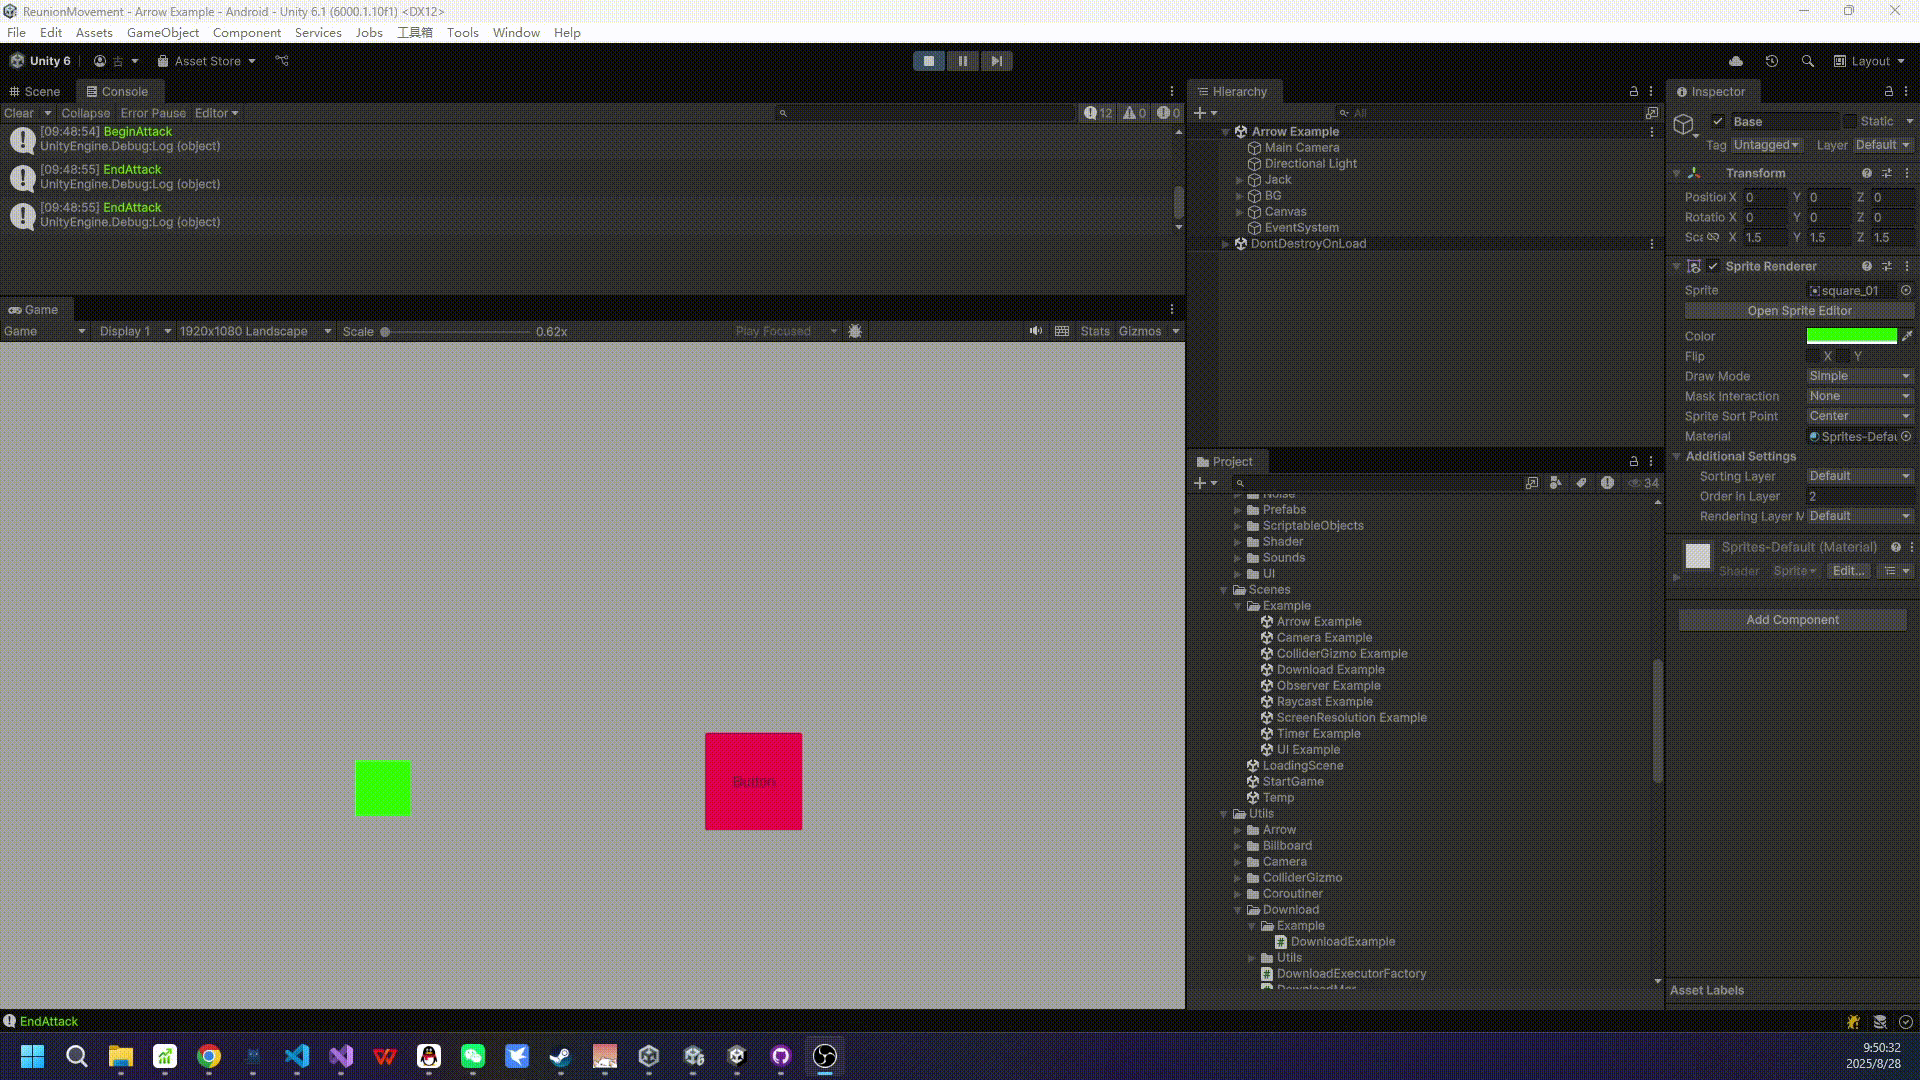 ReunionMovement - Arrow Example - Android - Unity 6.1 (6000.1.10f1) <DX12>
File Edit Assets GameObject Component Services Jobs 工具箱 Tools Window Help
Unity 6 古 Asset Store Layout
Scene Console
Clear Collapse Error Pause Editor 12 0 0
[09:48:54] BeginAttack
UnityEngine.Debug:Log (object)
[09:48:55] EndAttack
UnityEngine.Debug:Log (object)
[09:48:55] EndAttack
UnityEngine.Debug:Log (object)
Game
Game Display 1 1920x1080 Landscape Scale 0.62x Play Focused Stats Gizmos
Button
Hierarchy
All
Arrow Example
Main Camera
Directional Light
Jack
BG
Canvas
EventSystem
DontDestroyOnLoad
Project
34
Noise
Prefabs
ScriptableObjects
Shader
Sounds
UI
Scenes
Example
Arrow Example
Camera Example
ColliderGizmo Example
Download Example
Observer Example
Raycast Example
ScreenResolution Example
Timer Example
UI Example
LoadingScene
StartGame
Temp
Utils
Arrow
Billboard
Camera
ColliderGizmo
Coroutiner
Download
Example
DownloadExample
Utils
DownloadExecutorFactory
DownloadMgr
Inspector
Base Static
Tag Untagged Layer Default
Transform
Positio X 0 Y 0 Z 0
Rotatio X 0 Y 0 Z 0
Sca X 1.5 Y 1.5 Z 1.5
Sprite Renderer
Sprite square_01
Open Sprite Editor
Color
Flip X Y
Draw Mode Simple
Mask Interaction None
Sprite Sort Point Center
Material Sprites-Defau
Additional Settings
Sorting Layer Default
Order in Layer 2
Rendering Layer M Default
Sprites-Default (Material)
Shader Sprite Edit...
Add Component
Asset Labels
EndAttack
9:50:32
2025/8/28